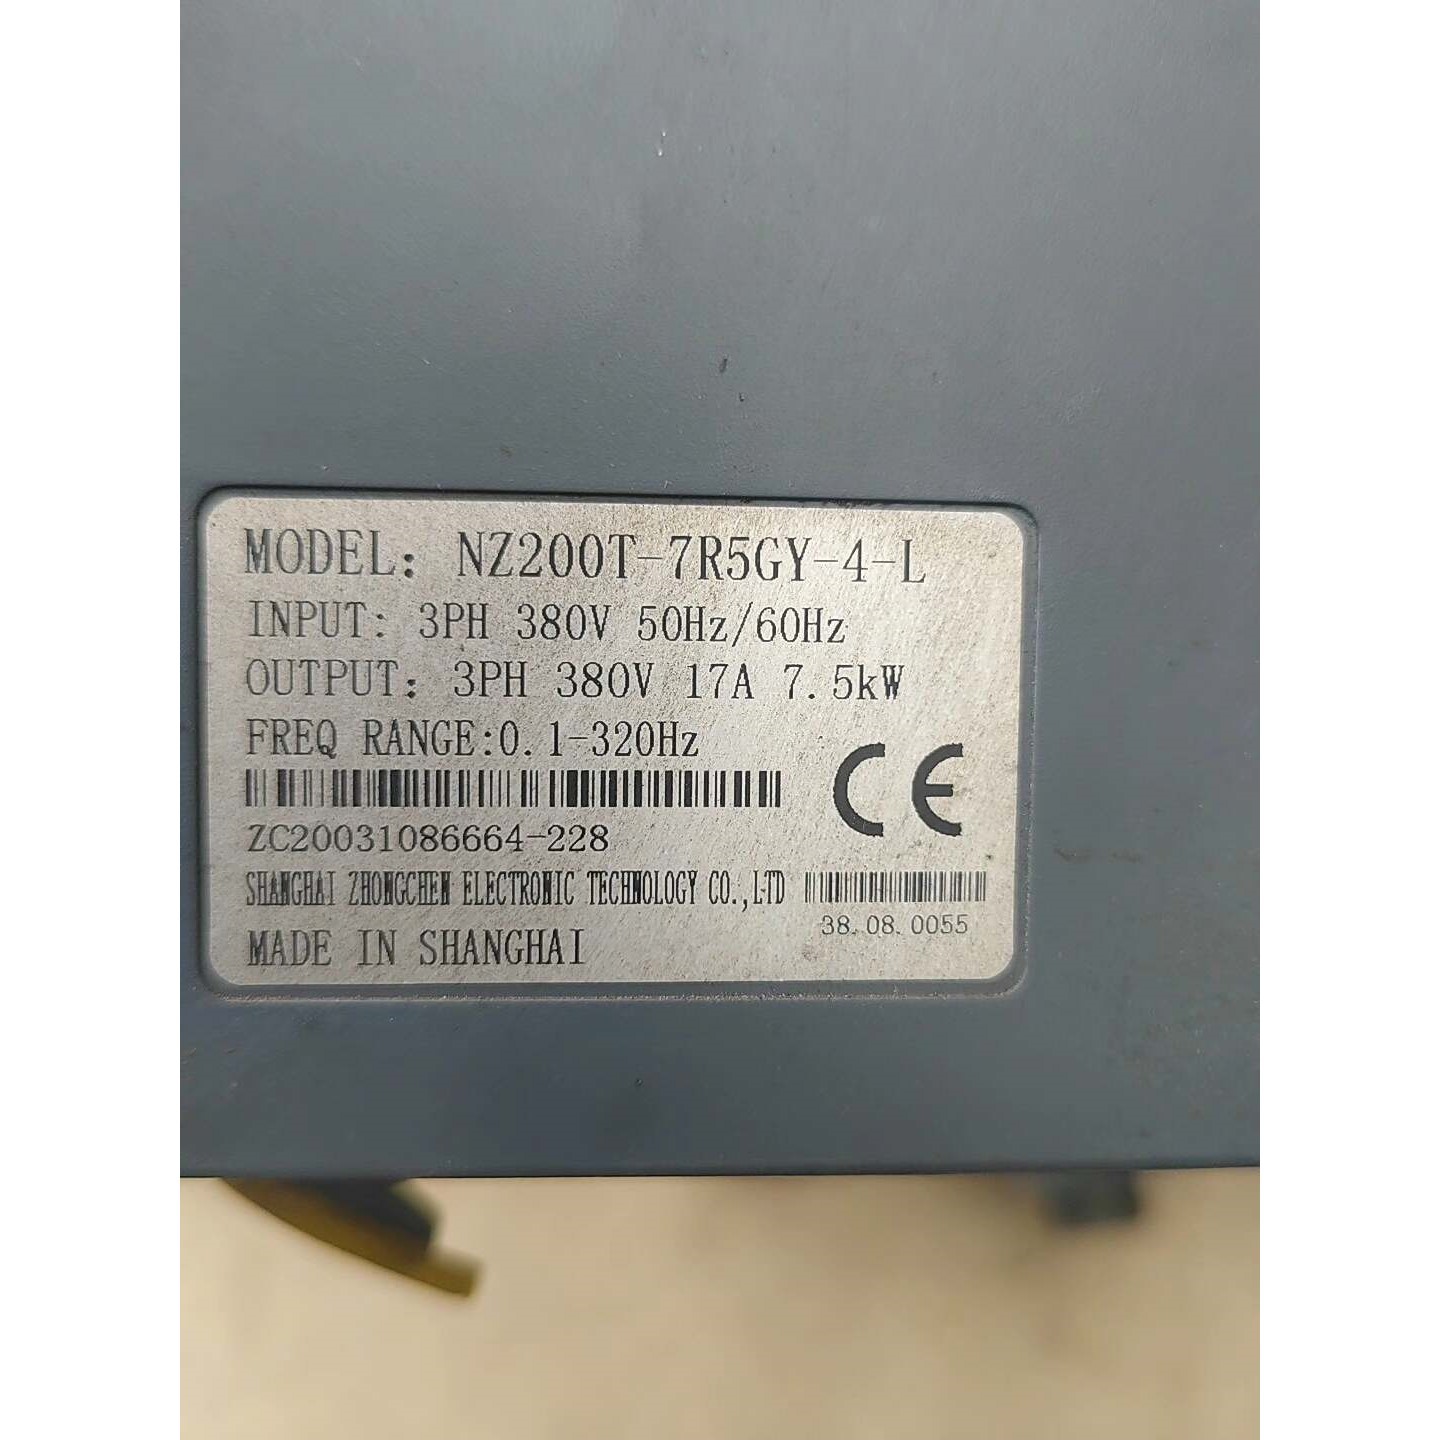 MODEL: NZ200T-7R5GY-4-L
INPUT: 3PH 380V 50Hz/60Hz
OUTPUT: 3PH 380V 17A 7.5kW
FREQ RANGE:0.1-320Hz
CE
ZC20031086664-228
SHANGHAI ZHONGCHEN ELECTRONIC TECHNOLOGY CO.,LTD
38.08.0055
MADE IN SHANGHAI